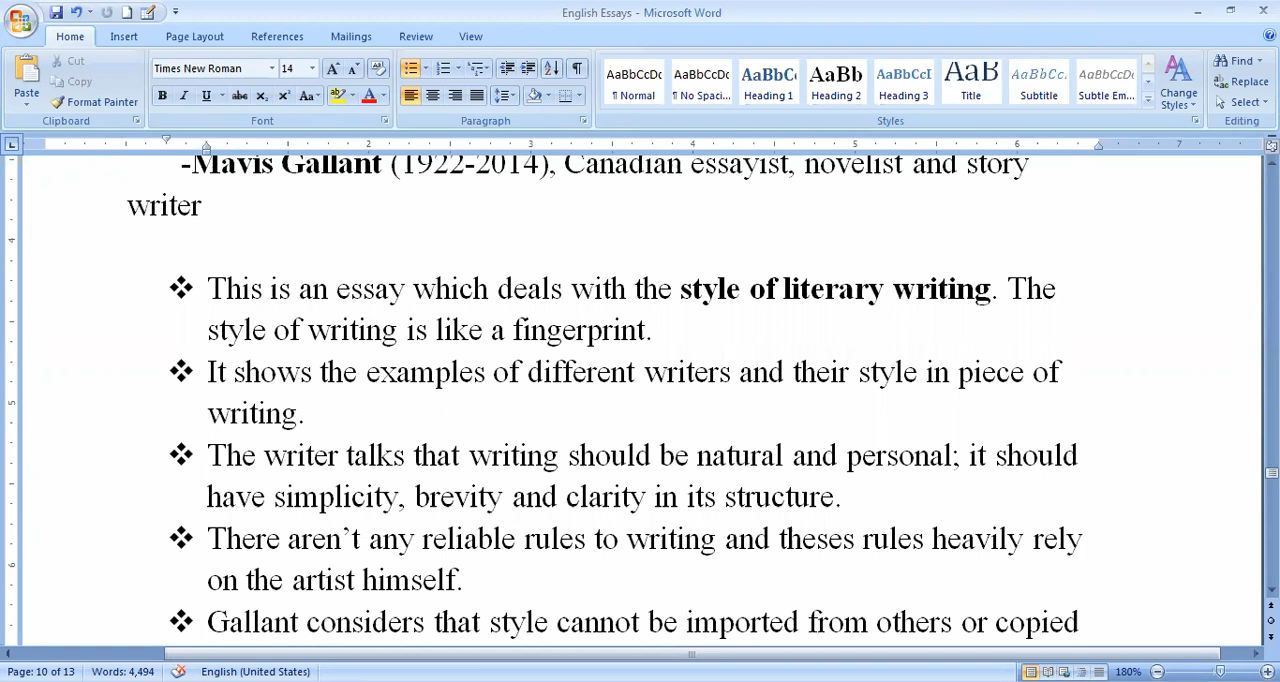 English Essays - Microsoft Word
Home Insert Page Layout References Mailings Review View
Paste
Cut
Copy
Format Painter
Clipboard
Times New Roman 14
Font
Paragraph
AaBbCcDc AaBbCcDc AaBbC AaBb AaBbCcI AaB AaBbCc. AaBbCcDc
¶ Normal ¶ No Spaci... Heading 1 Heading 2 Heading 3 Title Subtitle Subtle Em...
Change Styles
Styles
Find
Replace
Select
Editing
-Mavis Gallant (1922-2014), Canadian essayist, novelist and story
writer
❖ This is an essay which deals with the style of literary writing. The
style of writing is like a fingerprint.
❖ It shows the examples of different writers and their style in piece of
writing.
❖ The writer talks that writing should be natural and personal; it should
have simplicity, brevity and clarity in its structure.
❖ There aren’t any reliable rules to writing and theses rules heavily rely
on the artist himself.
❖ Gallant considers that style cannot be imported from others or copied
Page: 10 of 13 Words: 4,494 English (United States) 180%